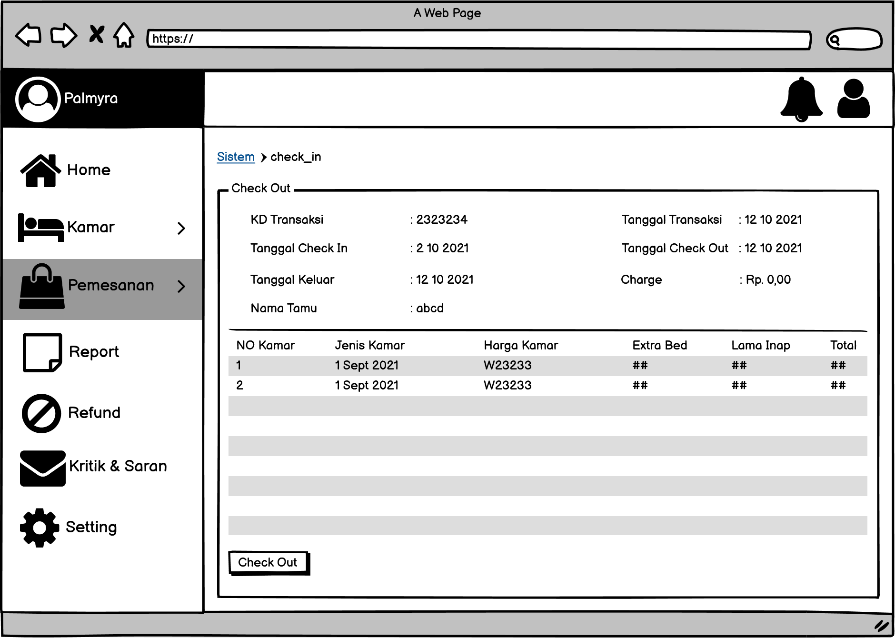 A Web Page
https://
Palmyra
Home
Kamar
Pemesanan
Report
Refund
Kritik & Saran
Setting
Sistem > check_in
Check Out
KD Transaksi : 2323234 Tanggal Transaksi : 12 10 2021
Tanggal Check In : 2 10 2021 Tanggal Check Out : 12 10 2021
Tanggal Keluar : 12 10 2021 Charge : Rp. 0,00
Nama Tamu : abcd
NO Kamar Jenis Kamar Harga Kamar Extra Bed Lama Inap Total
1 1 Sept 2021 W23233 ## ## ##
2 1 Sept 2021 W23233 ## ## ##
Check Out